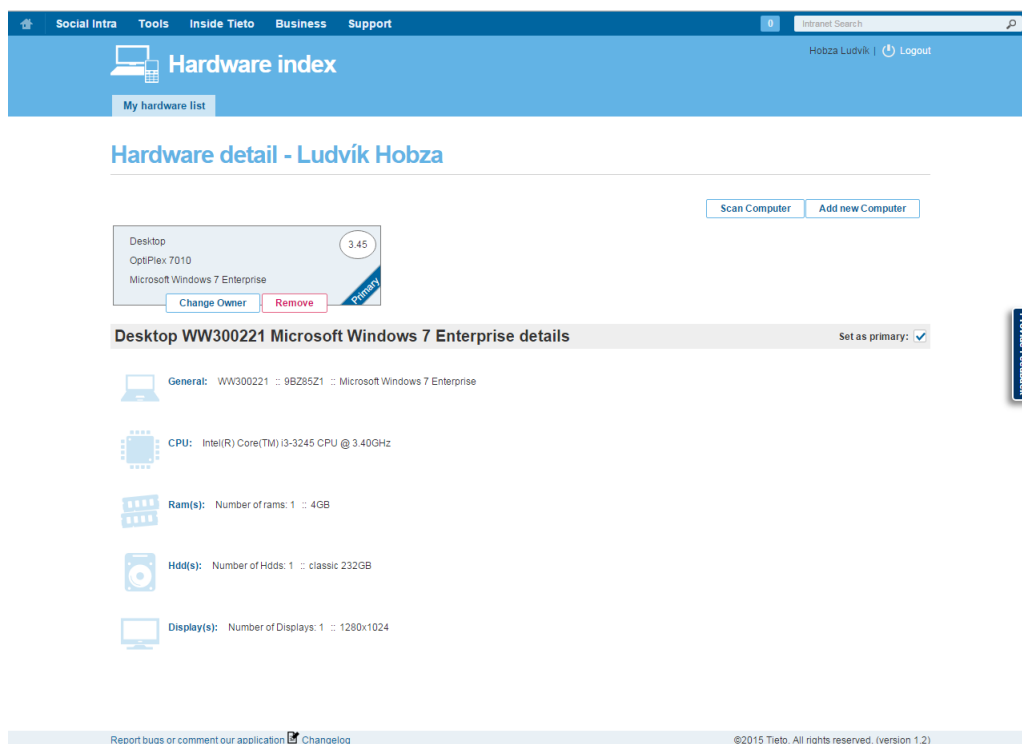 Social Intra Tools Inside Tieto Business Support 0 Intranet Search
Hobza Ludvík | Logout
Hardware index
My hardware list
Hardware detail - Ludvík Hobza
Scan Computer Add new Computer
Desktop 3.45
OptiPlex 7010
Microsoft Windows 7 Enterprise
Primary
Change Owner Remove
Desktop WW300221 Microsoft Windows 7 Enterprise details Set as primary:
General: WW300221 :: 9BZ85Z1 :: Microsoft Windows 7 Enterprise
CPU: Intel(R) Core(TM) i3-3245 CPU @ 3.40GHz
Ram(s): Number of rams: 1 :: 4GB
Hdd(s): Number of Hdds: 1 :: classic 232GB
Display(s): Number of Displays: 1 :: 1280x1024
Report bugs or comment our application Changelog ©2015 Tieto. All rights reserved. (version 1.2)